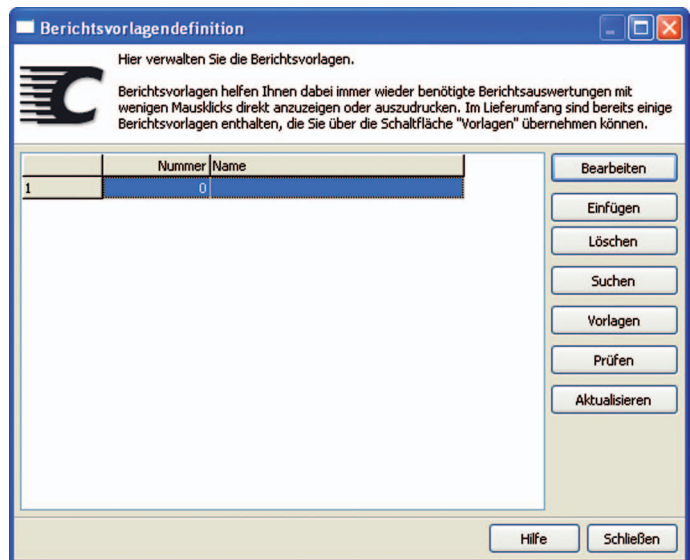 Berichtsvorlagendefinition
Hier verwalten Sie die Berichtsvorlagen.
Berichtsvorlagen helfen Ihnen dabei immer wieder benötigte Berichtsauswertungen mit
wenigen Mausklicks direkt anzuzeigen oder auszudrucken. Im Lieferumfang sind bereits einige
Berichtsvorlagen enthalten, die Sie über die Schaltfläche "Vorlagen" übernehmen können.
Nummer Name
1 0
Bearbeiten
Einfügen
Löschen
Suchen
Vorlagen
Prüfen
Aktualisieren
Hilfe Schließen